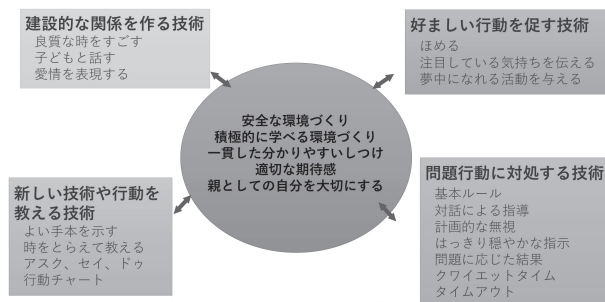 建設的な関係を作る技術
良質な時をすごす
子どもと話す
愛情を表現する
好ましい行動を促す技術
ほめる
注目している気持ちを伝える
夢中になれる活動を与える
安全な環境づくり
積極的に学べる環境づくり
一貫した分かりやすいしつけ
適切な期待感
親としての自分を大切にする
新しい技術や行動を
教える技術
よい手本を示す
時をとらえて教える
アスク、セイ、ドゥ
行動チャート
問題行動に対処する技術
基本ルール
対話による指導
計画的な無視
はっきり穏やかな指示
問題に応じた結果
クワイエットタイム
タイムアウト